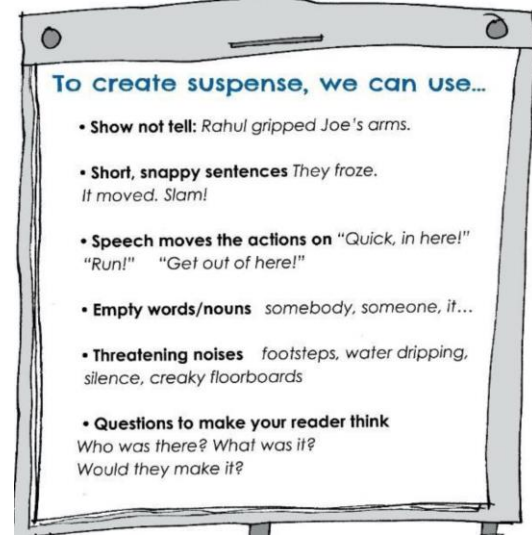 To create suspense, we can use...
• Show not tell: Rahul gripped Joe's arms.
• Short, snappy sentences They froze.
It moved. Slam!
• Speech moves the actions on "Quick, in here!"
"Run!" "Get out of here!"
• Empty words/nouns somebody, someone, it...
• Threatening noises footsteps, water dripping,
silence, creaky floorboards
• Questions to make your reader think
Who was there? What was it?
Would they make it?